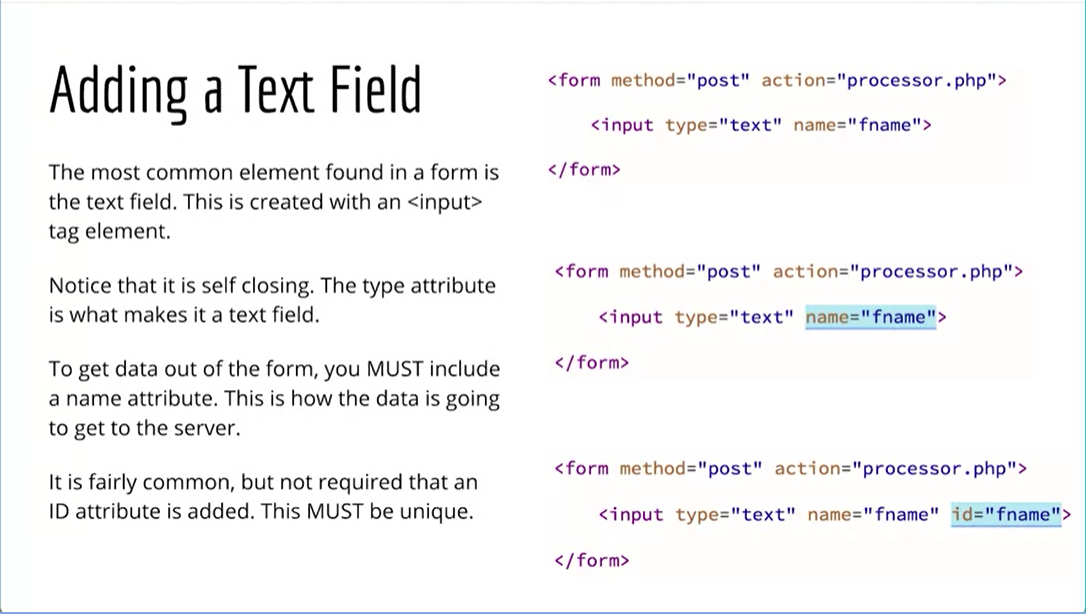 Adding a Text Field
The most common element found in a form is
the text field. This is created with an <input>
tag element.
Notice that it is self closing. The type attribute
is what makes it a text field.
To get data out of the form, you MUST include
a name attribute. This is how the data is going
to get to the server.
It is fairly common, but not required that an
ID attribute is added. This MUST be unique.
<form method="post" action="processor.php">
<input type="text" name="fname">
</form>
<form method="post" action="processor.php">
<input type="text" name="fname">
</form>
<form method="post" action="processor.php">
<input type="text" name="fname" id="fname">
</form>